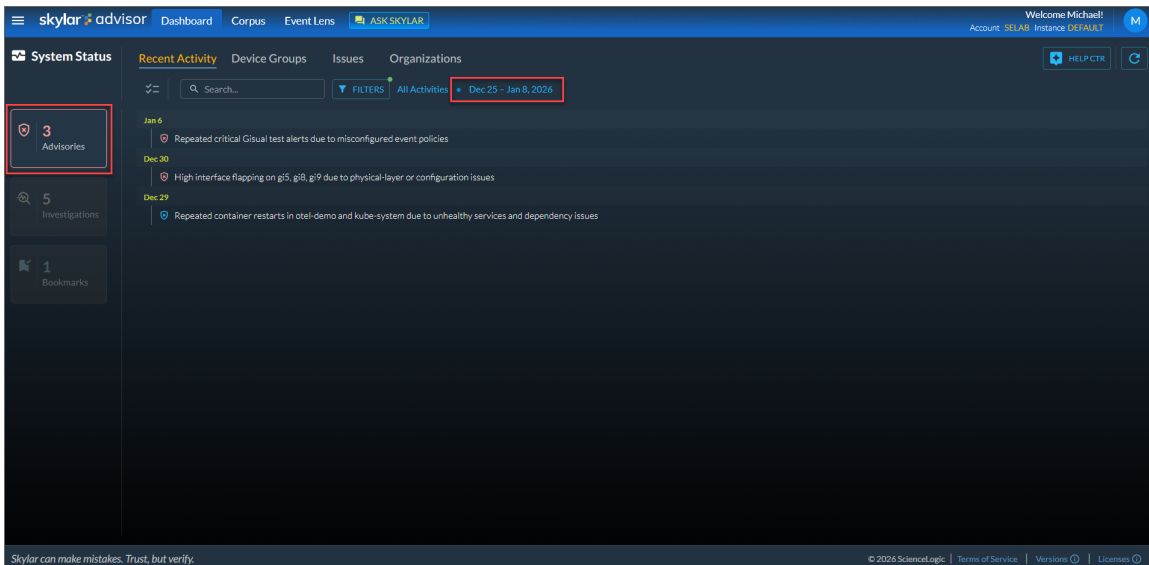 skylar advisor Dashboard Corpus Event Lens ASK SKYLAR
Welcome Michael!
Account SELAB Instance DEFAULT
M
System Status
Recent Activity Device Groups Issues Organizations
HELP CTR
Search... FILTERS All Activities • Dec 25 – Jan 8, 2026
3
Advisories
5
Investigations
1
Bookmarks
Jan 6
Repeated critical Gisual test alerts due to misconfigured event policies
Dec 30
High interface flapping on gi5, gi8, gi9 due to physical-layer or configuration issues
Dec 29
Repeated container restarts in otel-demo and kube-system due to unhealthy services and dependency issues
Skylar can make mistakes. Trust, but verify.
© 2026 ScienceLogic | Terms of Service | Versions | Licenses